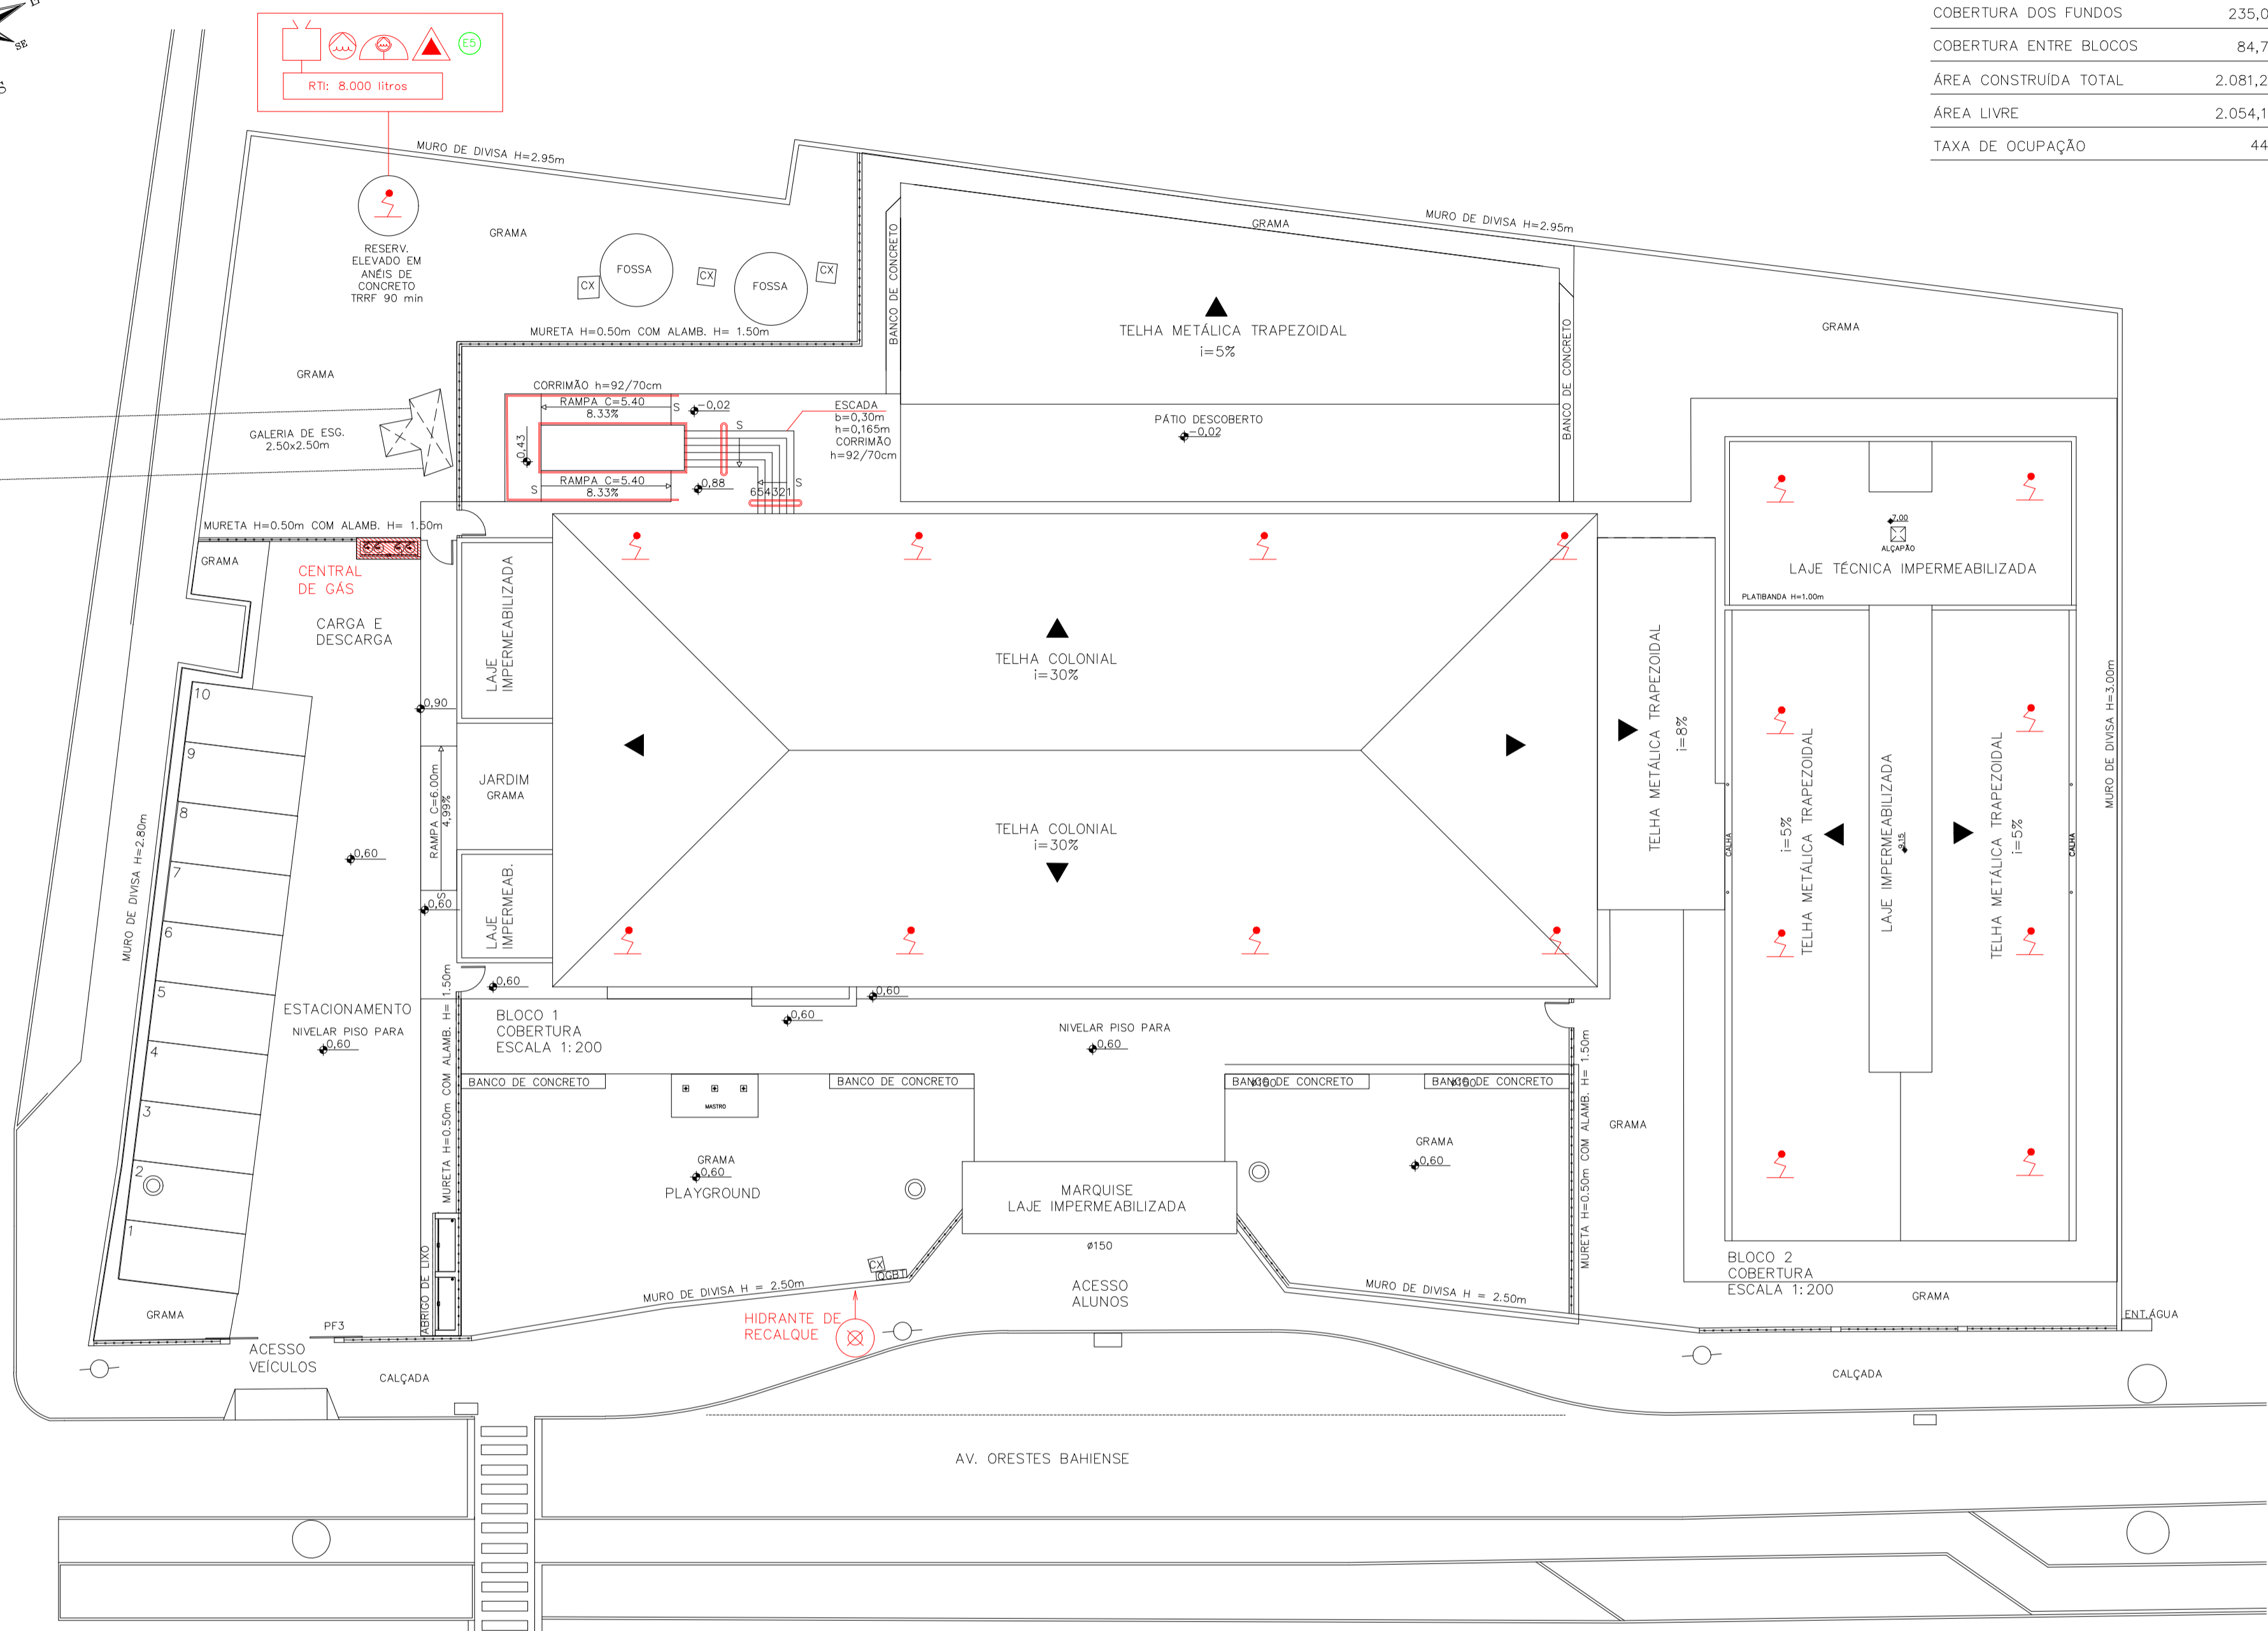 SE
COBERTURA DOS FUNDOS 235,0
COBERTURA ENTRE BLOCOS 84,7
ÁREA CONSTRUÍDA TOTAL 2.081,2
ÁREA LIVRE 2.054,1
TAXA DE OCUPAÇÃO 44
E5
RTI: 8.000 litros
MURO DE DIVISA H=2.95m
MURO DE DIVISA H=2.95m
RESERV.
ELEVADO EM
ANÉIS DE
CONCRETO
TRRF 90 min
GRAMA
FOSSA
FOSSA
CX
CX
CX
GRAMA
BANCO DE CONCRETO
TELHA METÁLICA TRAPEZOIDAL
i=5%
BANCO DE CONCRETO
GRAMA
MURETA H=0.50m COM ALAMB. H= 1.50m
GRAMA
CORRIMÃO h=92/70cm
RAMPA C=5.40
8.33%
S
-0,02
S
ESCADA
b=0,30m
h=0,165m
CORRIMÃO
h=92/70cm
0,43
RAMPA C=5.40
8.33%
S
0,88
654321
S
PÁTIO DESCOBERTO
-0,02
GALERIA DE ESG.
2.50x2.50m
MURETA H=0.50m COM ALAMB. H= 1.50m
GRAMA
CENTRAL
DE GÁS
CARGA E
DESCARGA
LAJE
IMPERMEABILIZADA
7,00
ALÇAPÃO
LAJE TÉCNICA IMPERMEABILIZADA
PLATIBANDA H=1.00m
TELHA COLONIAL
i=30%
TELHA METÁLICA TRAPEZOIDAL
i=8%
MURO DE DIVISA H=3.00m
10
9
8
7
6
5
4
3
2
1
0,90
RAMPA C=6.00m
4,99%
S
JARDIM
GRAMA
TELHA COLONIAL
i=30%
0,60
0,60
LAJE
IMPERMEAB.
MURO DE DIVISA H=2.80m
CALHA
i=5%
TELHA METÁLICA TRAPEZOIDAL
LAJE IMPERMEABILIZADA
9,15
TELHA METÁLICA TRAPEZOIDAL
i=5%
CALHA
ESTACIONAMENTO
NIVELAR PISO PARA
0,60
MURETA H=0.50m COM ALAMB. H= 1.50m
0,60
BLOCO 1
COBERTURA
ESCALA 1:200
0,60
0,60
NIVELAR PISO PARA
0,60
BANCO DE CONCRETO
MASTRO
BANCO DE CONCRETO
BANCO DE CONCRETO
ø150
BANCO DE CONCRETO
ø150
MURETA H=0.50m COM ALAMB. H= 1.50m
GRAMA
GRAMA
0,60
PLAYGROUND
GRAMA
0,60
MARQUISE
LAJE IMPERMEABILIZADA
ø150
ACESSO
ALUNOS
ABRIGO DE LIXO
CX
QGBT
MURO DE DIVISA H = 2.50m
MURO DE DIVISA H = 2.50m
BLOCO 2
COBERTURA
ESCALA 1:200
GRAMA
ENT.ÁGUA
GRAMA
PF3
HIDRANTE DE
RECALQUE
ACESSO
VEÍCULOS
CALÇADA
CALÇADA
AV. ORESTES BAHIENSE